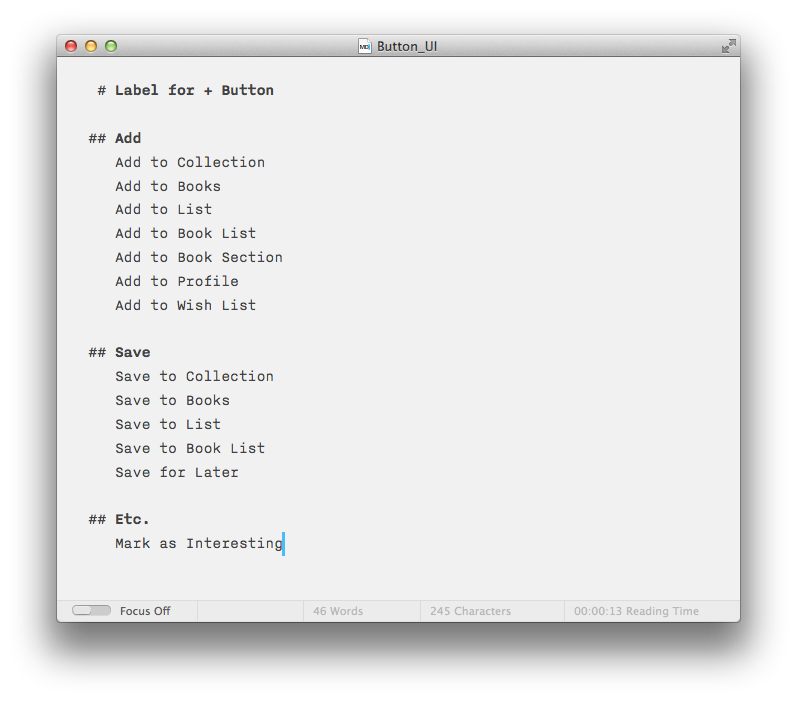 Button_UI
# Label for + Button
## Add
Add to Collection
Add to Books
Add to List
Add to Book List
Add to Book Section
Add to Profile
Add to Wish List
## Save
Save to Collection
Save to Books
Save to List
Save to Book List
Save for Later
## Etc.
Mark as Interesting
Focus Off 46 Words 245 Characters 00:00:13 Reading Time